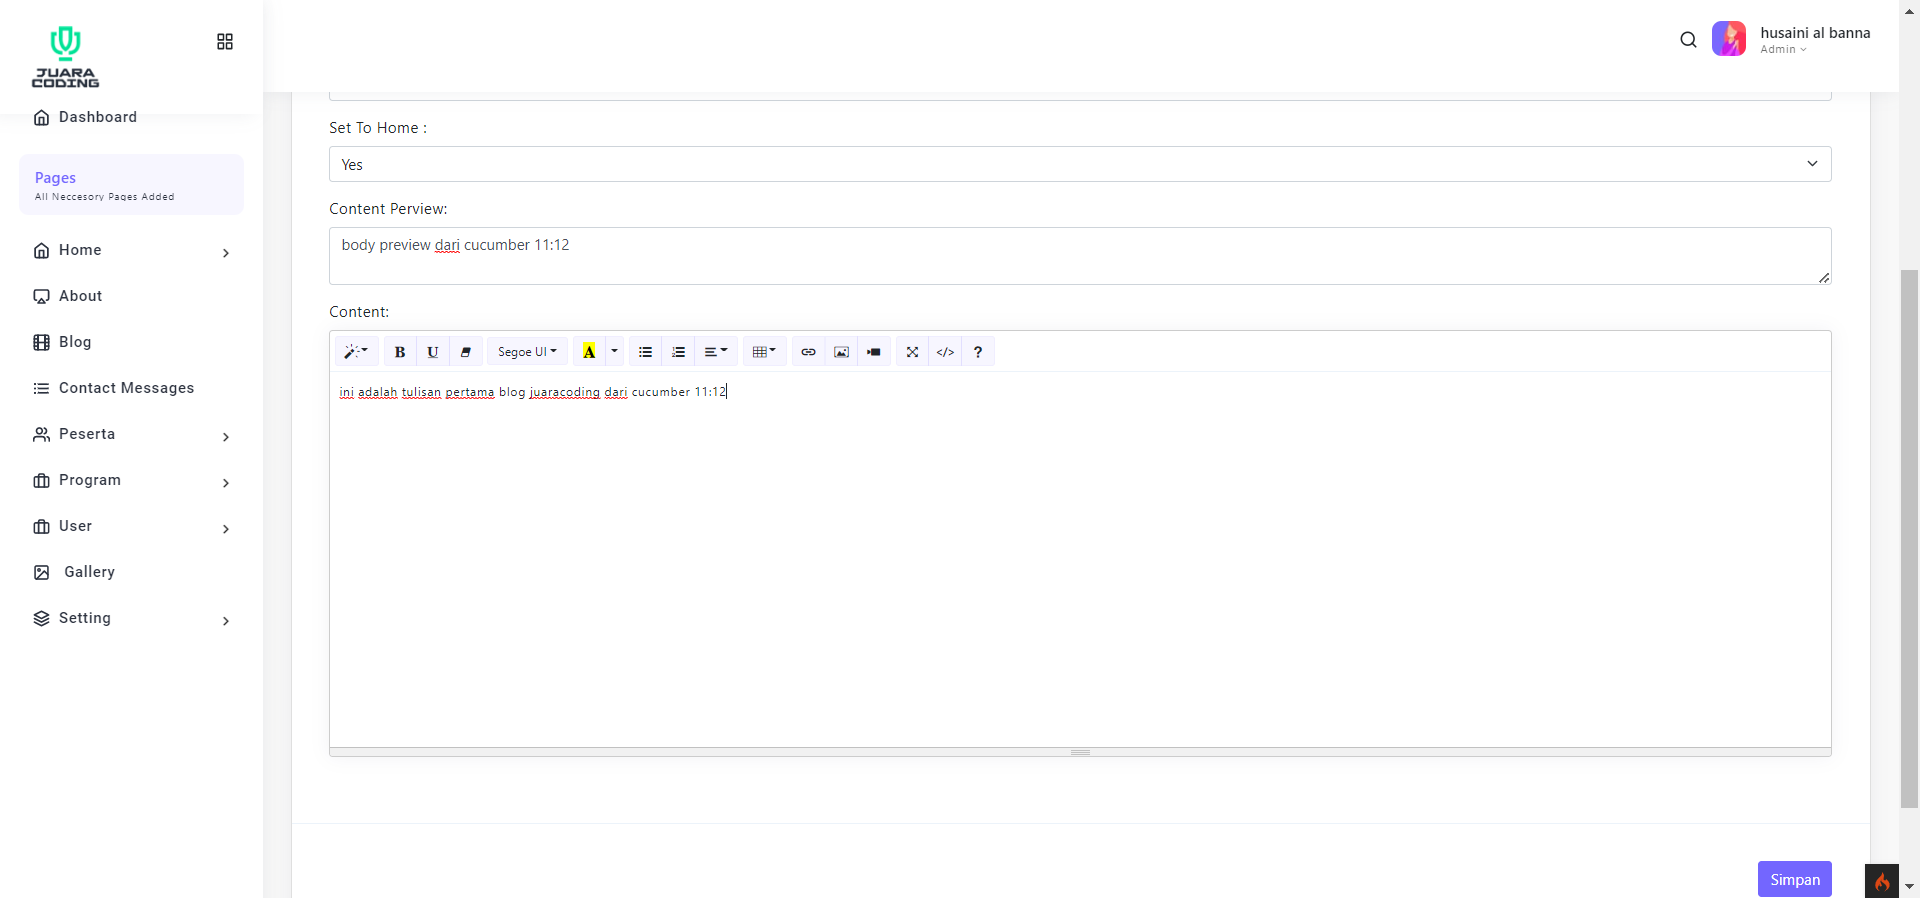 JUARA
CODING
husaini al banna
Admin
Dashboard
Pages
All Neccesory Pages Added
Home
About
Blog
Contact Messages
Peserta
Program
User
Gallery
Setting
Set To Home :
Yes
Content Perview:
body preview dari cucumber 11:12
Content:
B U Segoe UI A </> ?
ini adalah tulisan pertama blog juaracoding dari cucumber 11:12
Simpan